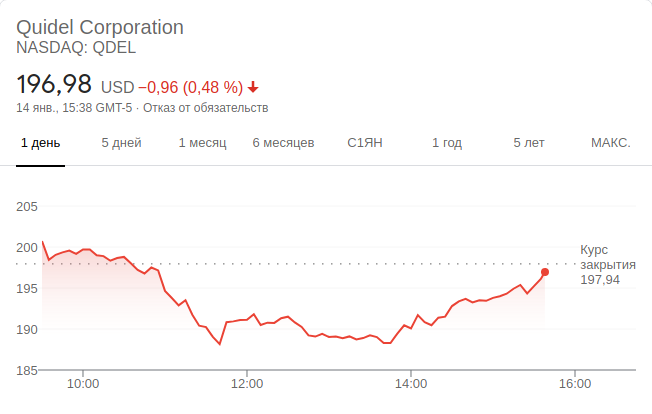 Quidel Corporation
NASDAQ: QDEL
196,98 USD −0,96 (0,48 %)
14 янв., 15:38 GMT-5 · Отказ от обязательств
1 день 5 дней 1 месяц 6 месяцев С1ЯН 1 год 5 лет МАКС.
205
200
195
190
185
Курс
закрытия
197,94
10:00 12:00 14:00 16:00